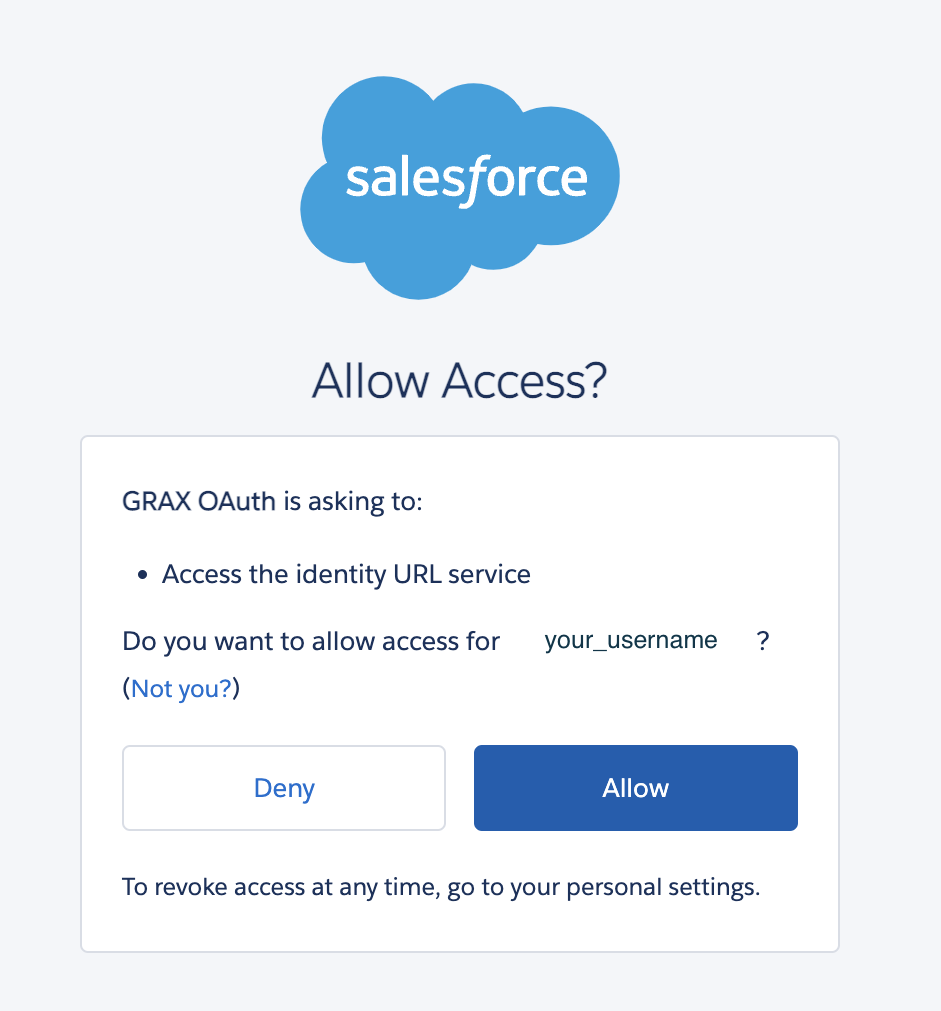 salesforce
Allow Access?
GRAX OAuth is asking to:
• Access the identity URL service
Do you want to allow access for your_username ?
(Not you?)
Deny
Allow
To revoke access at any time, go to your personal settings.